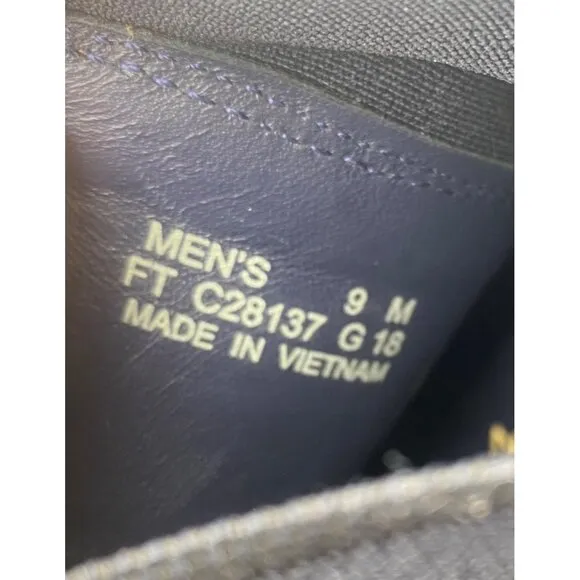 MEN'S 9 M
FT C28137 G 18
MADE IN VIETNAM